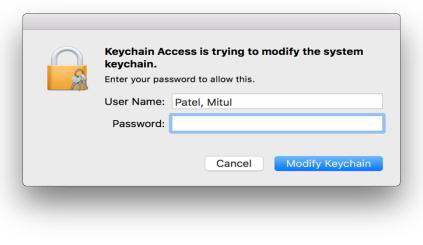 Keychain Access is trying to modify the system
keychain.
Enter your password to allow this.
User Name: Patel, Mitul
Password:
Cancel Modify Keychain